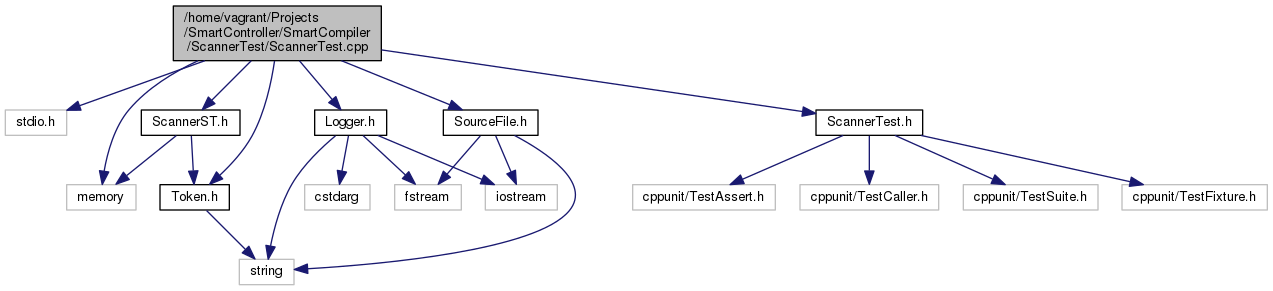 /home/vagrant/Projects
/SmartController/SmartCompiler
/ScannerTest/ScannerTest.cpp
stdio.h
ScannerST.h
Logger.h
SourceFile.h
ScannerTest.h
memory
Token.h
cstdarg
fstream
iostream
cppunit/TestAssert.h
cppunit/TestCaller.h
cppunit/TestSuite.h
cppunit/TestFixture.h
string